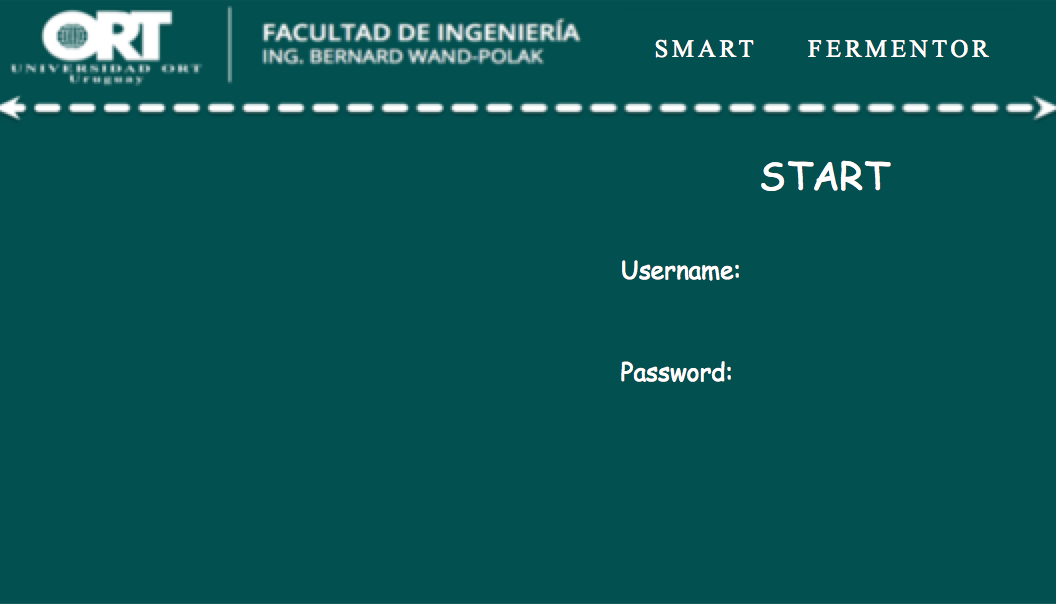 ORT
UNIVERSIDAD ORT
Uruguay
FACULTAD DE INGENIERÍA
ING. BERNARD WAND-POLAK
SMART FERMENTOR
START
Username:
Password: